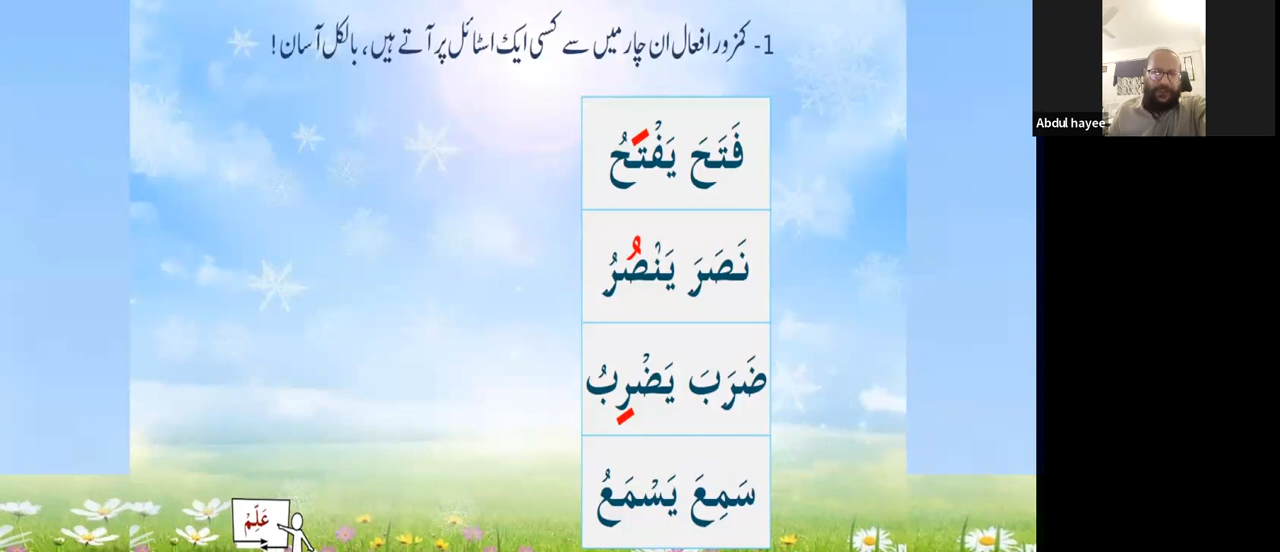 1- کمزور افعال ان چار میں سے کسی ایک اسٹائل پر آتے ہیں، بالکل آسان!
فَتَحَ يَفْتَحُ
نَصَرَ يَنْصُرُ
ضَرَبَ يَضْرِبُ
سَمِعَ يَسْمَعُ
عَلِّمْ
Abdul hayee